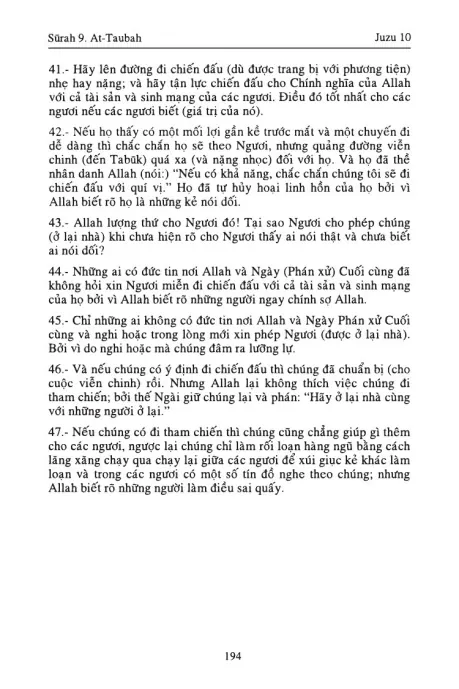 Sūrah 9. At-Taubah
Juzu 10
41.- Hãy lên đường đi chiến đấu (dù được trang bị với phương tiện)
nhẹ hay nặng; và hãy tận lực chiến đấu cho Chính nghĩa của Allah
với cả tài sản và sinh mạng của các ngươi. Điều đó tốt nhất cho các
ngươi nếu các ngươi biết (giá trị của nó).
42.- Nếu họ thấy có một mối lợi gần kề trước mắt và một chuyến đi
dễ dàng thì chắc chắn họ sẽ theo Ngươi, nhưng quãng đường viễn
chinh (đến Tabūk) quá xa (và nặng nhọc) đối với họ. Và họ đã thề
nhân danh Allah (nói:) “Nếu có khả năng, chắc chắn chúng tôi sẽ đi
chiến đấu với quí vị.” Họ đã tự hủy hoại linh hồn của họ bởi vì
Allah biết rõ họ là những kẻ nói dối.
43.- Allah lượng thứ cho Ngươi đó! Tại sao Ngươi cho phép chúng
(ở lại nhà) khi chưa hiện rõ cho Ngươi thấy ai nói thật và chưa biết
ai nói dối?
44.- Những ai có đức tin nơi Allah và Ngày (Phán xử) Cuối cùng đã
không hỏi xin Ngươi miễn đi chiến đấu với cả tài sản và sinh mạng
của họ bởi vì Allah biết rõ những người ngay chính sợ Allah.
45.- Chỉ những ai không có đức tin nơi Allah và Ngày Phán xử Cuối
cùng và nghi hoặc trong lòng mới xin phép Ngươi (được ở lại nhà).
Bởi vì do nghi hoặc mà chúng đâm ra lưỡng lự.
46.- Và nếu chúng có ý định đi chiến đấu thì chúng đã chuẩn bị (cho
cuộc viễn chinh) rồi. Nhưng Allah lại không thích việc chúng đi
tham chiến; bởi thế Ngài giữ chúng lại và phán: “Hãy ở lại nhà cùng
với những người ở lại.”
47.- Nếu chúng có đi tham chiến thì chúng cũng chẳng giúp gì thêm
cho các ngươi, ngược lại chúng chỉ làm rối loạn hàng ngũ bằng cách
lăng xăng chạy qua chạy lại giữa các ngươi để xúi giục kẻ khác làm
loạn và trong các ngươi có một số tín đồ nghe theo chúng; nhưng
Allah biết rõ những người làm điều sai quấy.
194